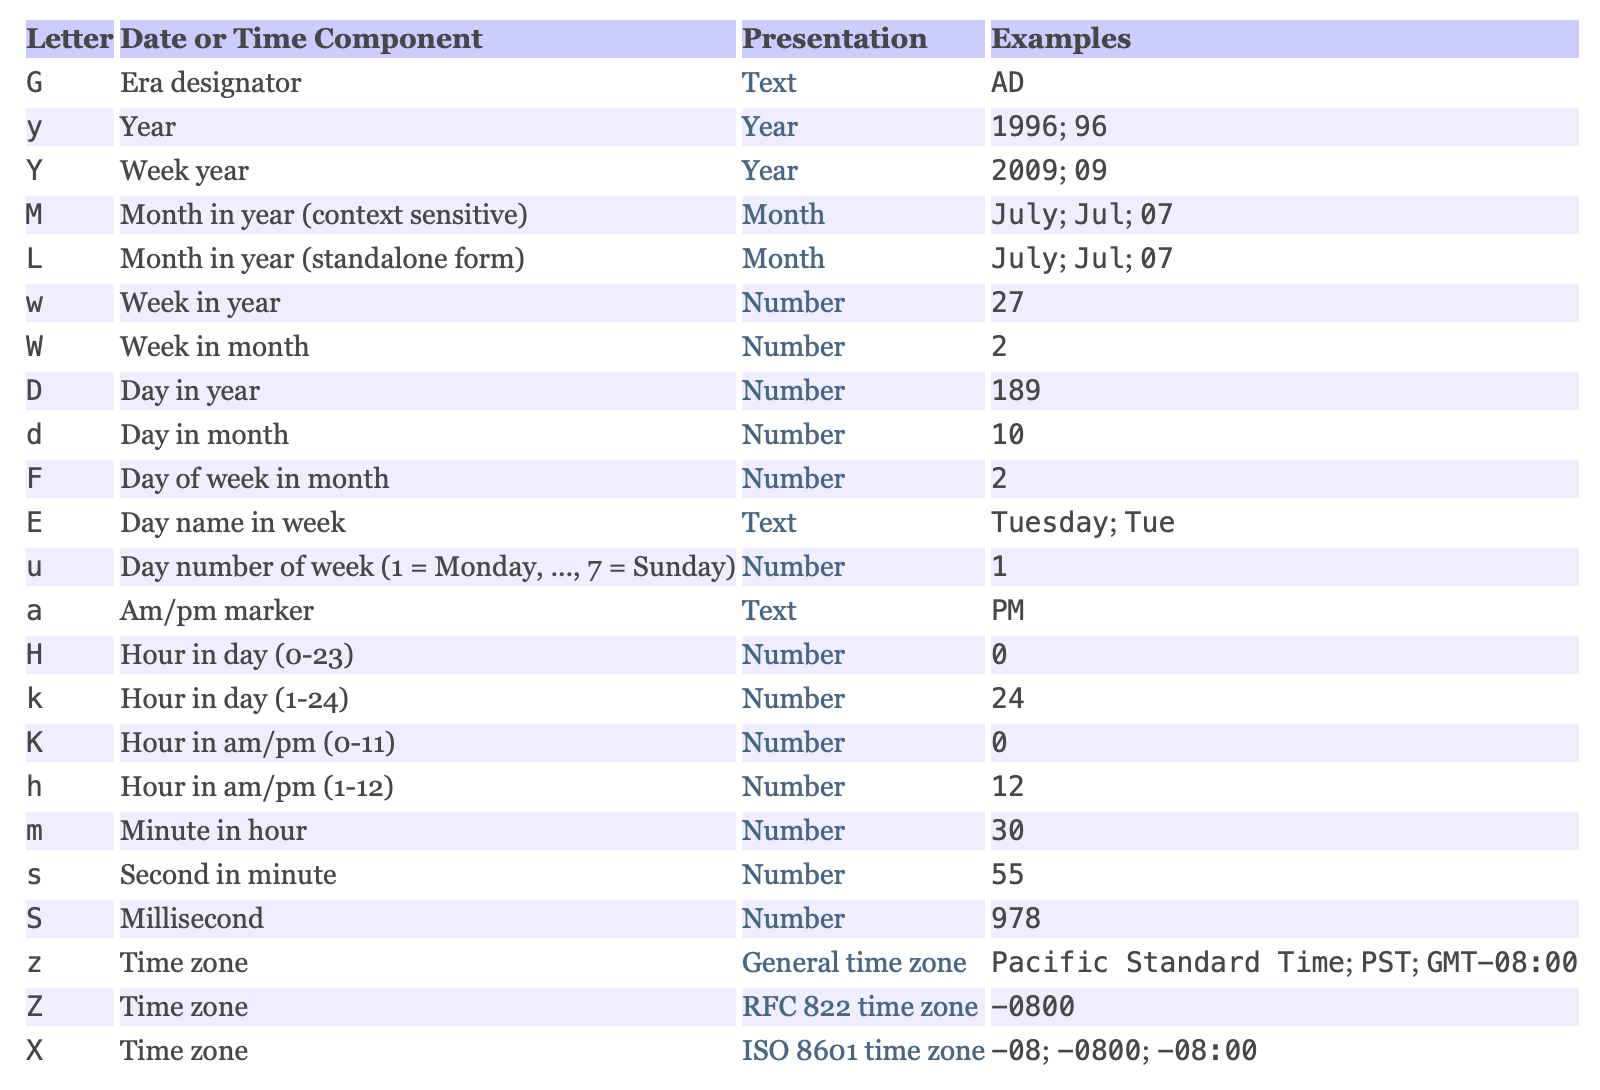 Letter Date or Time Component Presentation Examples
G Era designator Text AD
y Year Year 1996; 96
Y Week year Year 2009; 09
M Month in year (context sensitive) Month July; Jul; 07
L Month in year (standalone form) Month July; Jul; 07
w Week in year Number 27
W Week in month Number 2
D Day in year Number 189
d Day in month Number 10
F Day of week in month Number 2
E Day name in week Text Tuesday; Tue
u Day number of week (1 = Monday, ..., 7 = Sunday) Number 1
a Am/pm marker Text PM
H Hour in day (0-23) Number 0
k Hour in day (1-24) Number 24
K Hour in am/pm (0-11) Number 0
h Hour in am/pm (1-12) Number 12
m Minute in hour Number 30
s Second in minute Number 55
S Millisecond Number 978
z Time zone General time zone Pacific Standard Time; PST; GMT-08:00
Z Time zone RFC 822 time zone -0800
X Time zone ISO 8601 time zone -08; -0800; -08:00